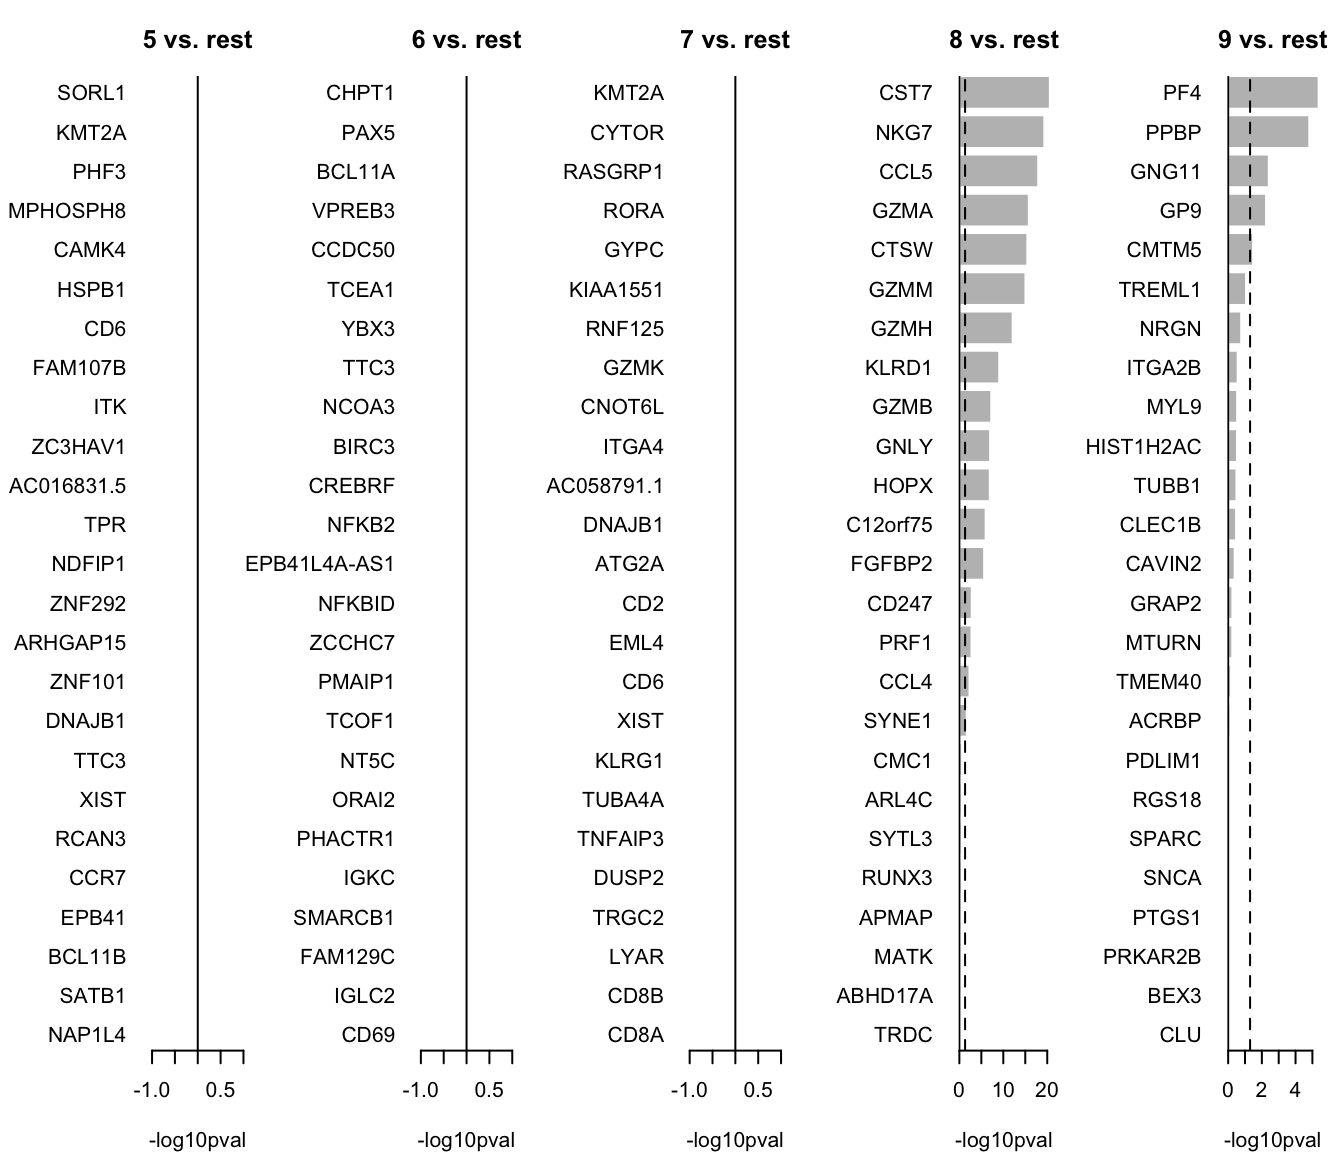 5 vs. rest
SORL1
KMT2A
PHF3
MPHOSPH8
CAMK4
HSPB1
CD6
FAM107B
ITK
ZC3HAV1
AC016831.5
TPR
NDFIP1
ZNF292
ARHGAP15
ZNF101
DNAJB1
TTC3
XIST
RCAN3
CCR7
EPB41
BCL11B
SATB1
NAP1L4
-1.0 0.5
-log10pval
6 vs. rest
CHPT1
PAX5
BCL11A
VPREB3
CCDC50
TCEA1
YBX3
TTC3
NCOA3
BIRC3
CREBRF
NFKB2
EPB41L4A-AS1
NFKBID
ZCCHC7
PMAIP1
TCOF1
NT5C
ORAI2
PHACTR1
IGKC
SMARCB1
FAM129C
IGLC2
CD69
-1.0 0.5
-log10pval
7 vs. rest
KMT2A
CYTOR
RASGRP1
RORA
GYPC
KIAA1551
RNF125
GZMK
CNOT6L
ITGA4
AC058791.1
DNAJB1
ATG2A
CD2
EML4
CD6
XIST
KLRG1
TUBA4A
TNFAIP3
DUSP2
TRGC2
LYAR
CD8B
CD8A
-1.0 0.5
-log10pval
8 vs. rest
CST7
NKG7
CCL5
GZMA
CTSW
GZMM
GZMH
KLRD1
GZMB
GNLY
HOPX
C12orf75
FGFBP2
CD247
PRF1
CCL4
SYNE1
CMC1
ARL4C
SYTL3
RUNX3
APMAP
MATK
ABHD17A
TRDC
0 10 20
-log10pval
9 vs. rest
PF4
PPBP
GNG11
GP9
CMTM5
TREML1
NRGN
ITGA2B
MYL9
HIST1H2AC
TUBB1
CLEC1B
CAVIN2
GRAP2
MTURN
TMEM40
ACRBP
PDLIM1
RGS18
SPARC
SNCA
PTGS1
PRKAR2B
BEX3
CLU
0 2 4
-log10pval